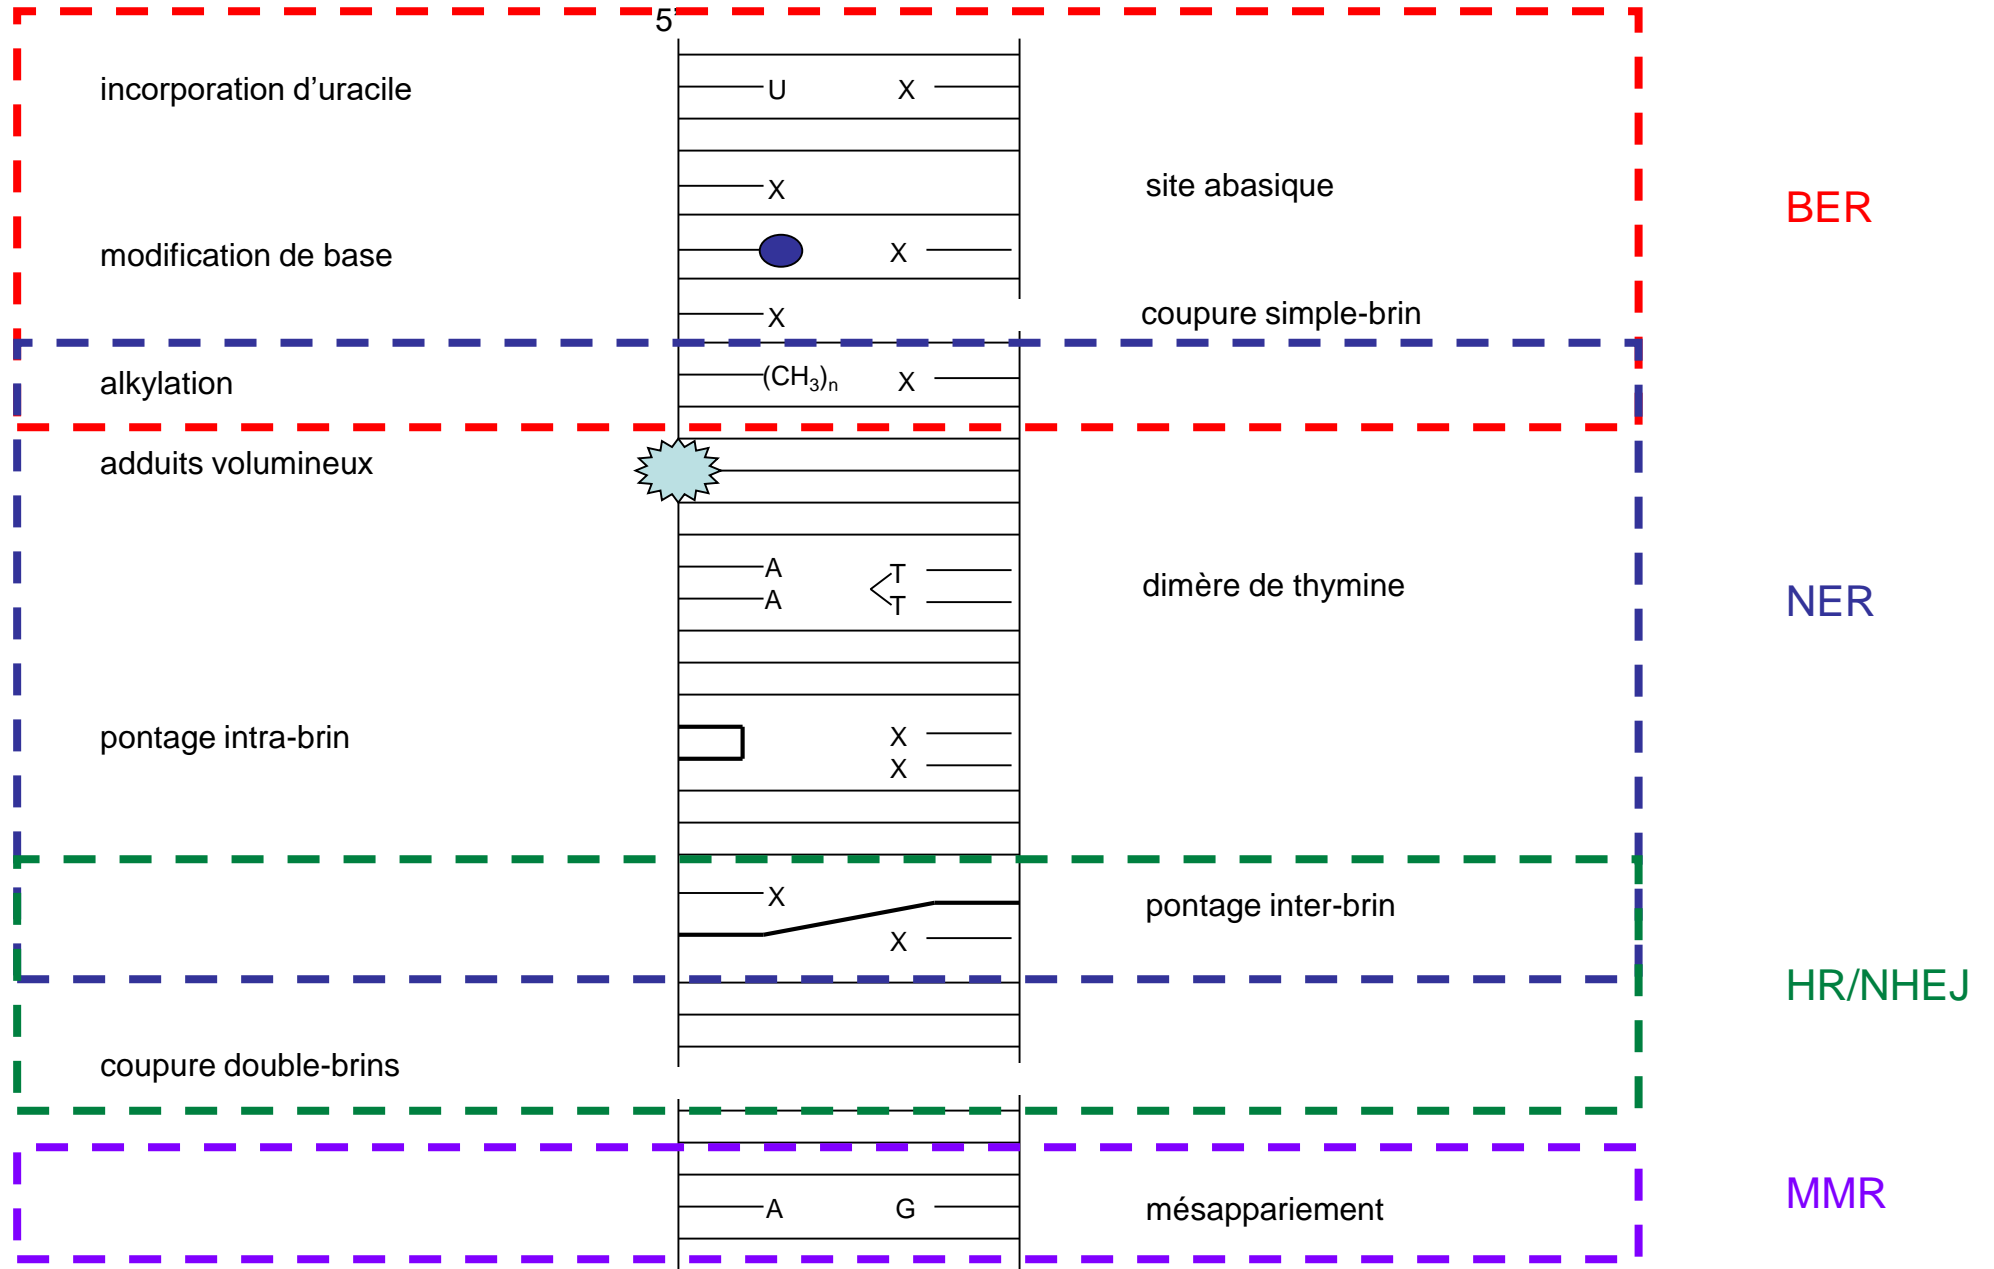 5'
incorporation d'uracile
U X
X
site abasique
BER
modification de base
X
X
coupure simple-brin
alkylation
(CH3)n X
adduits volumineux
A T
A T
dimère de thymine
NER
pontage intra-brin
X
X
X
pontage inter-brin
X
HR/NHEJ
coupure double-brins
A G
mésappariement
MMR